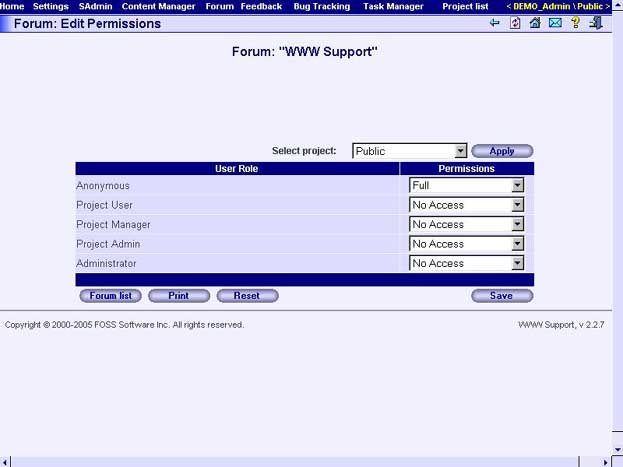 Home Settings SAdmin Content Manager Forum Feedback Bug Tracking Task Manager Project list < DEMO_Admin \ Public >
Forum: Edit Permissions
Forum: "WWW Support"
Select project: Public Apply
User Role Permissions
Anonymous Full
Project User No Access
Project Manager No Access
Project Admin No Access
Administrator No Access
Forum list Print Reset Save
Copyright © 2000-2005 FOSS Software Inc. All rights reserved. WWW Support, v 2.2.7